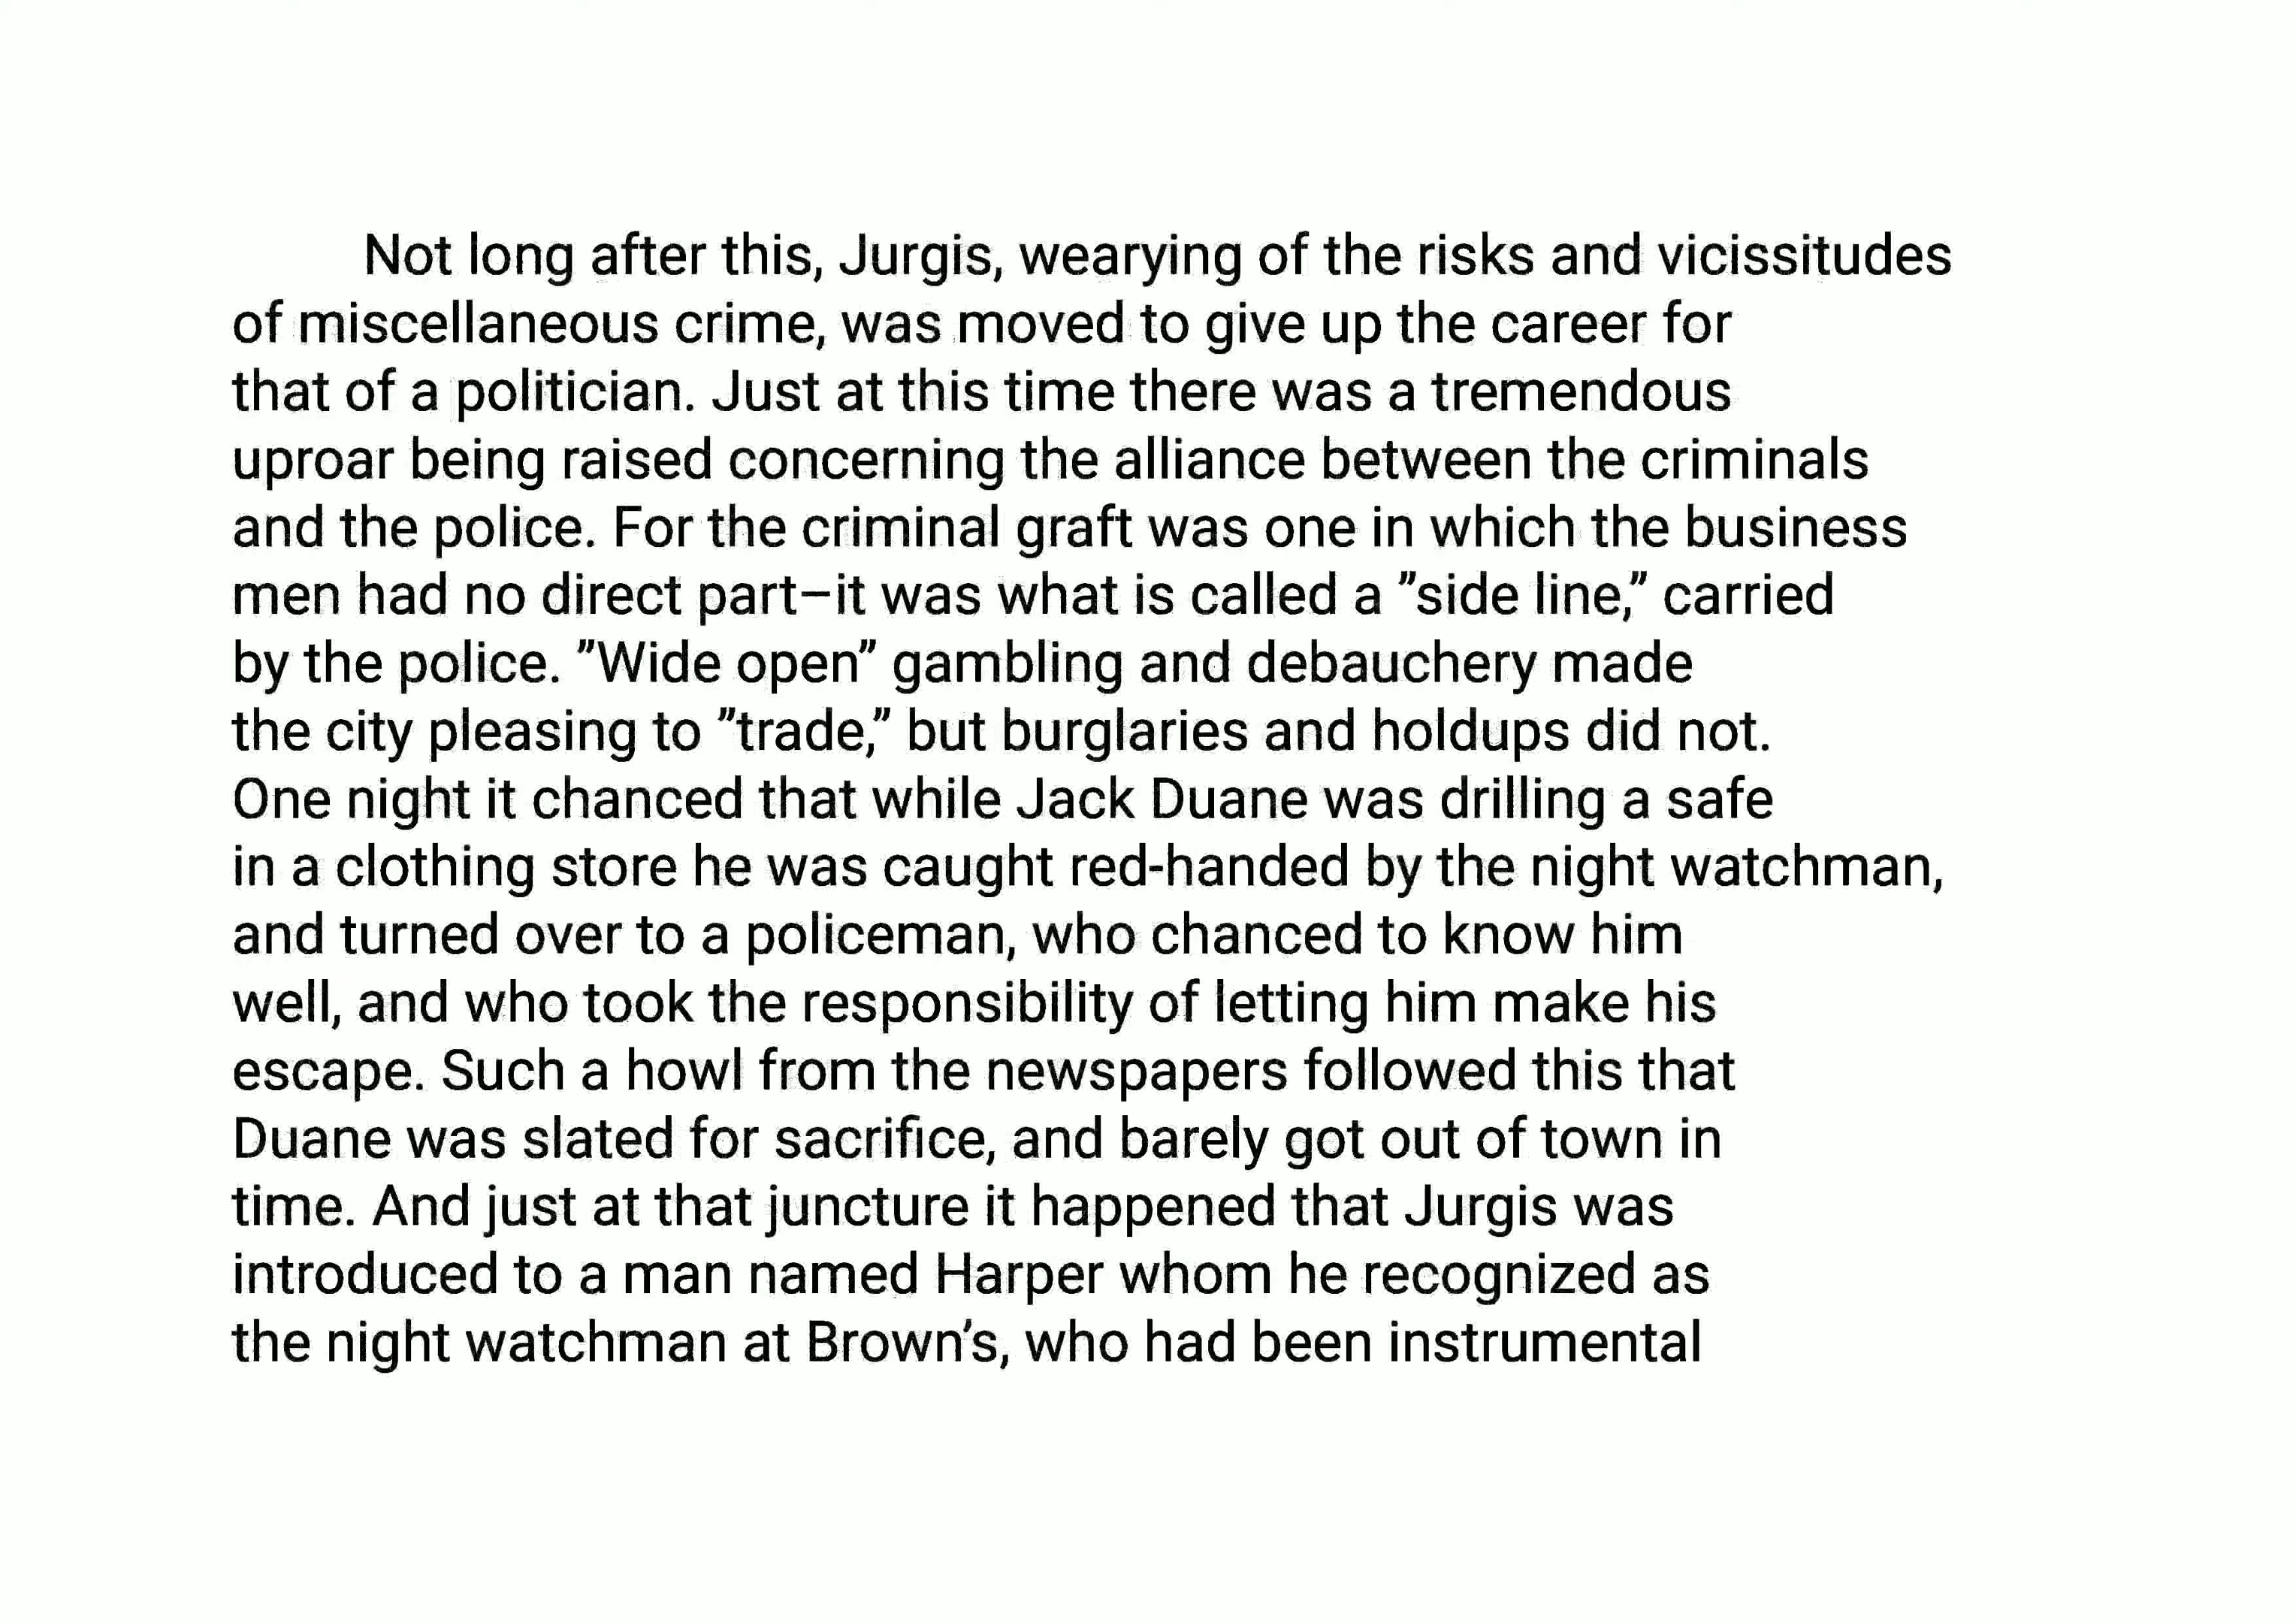 Not long after this, Jurgis, wearying of the risks and vicissitudes
of miscellaneous crime, was moved to give up the career for
that of a politician. Just at this time there was a tremendous
uproar being raised concerning the alliance between the criminals
and the police. For the criminal graft was one in which the business
men had no direct part–it was what is called a ”side line,” carried
by the police. ”Wide open” gambling and debauchery made
the city pleasing to ”trade,” but burglaries and holdups did not.
One night it chanced that while Jack Duane was drilling a safe
in a clothing store he was caught red-handed by the night watchman,
and turned over to a policeman, who chanced to know him
well, and who took the responsibility of letting him make his
escape. Such a howl from the newspapers followed this that
Duane was slated for sacrifice, and barely got out of town in
time. And just at that juncture it happened that Jurgis was
introduced to a man named Harper whom he recognized as
the night watchman at Brown’s, who had been instrumental